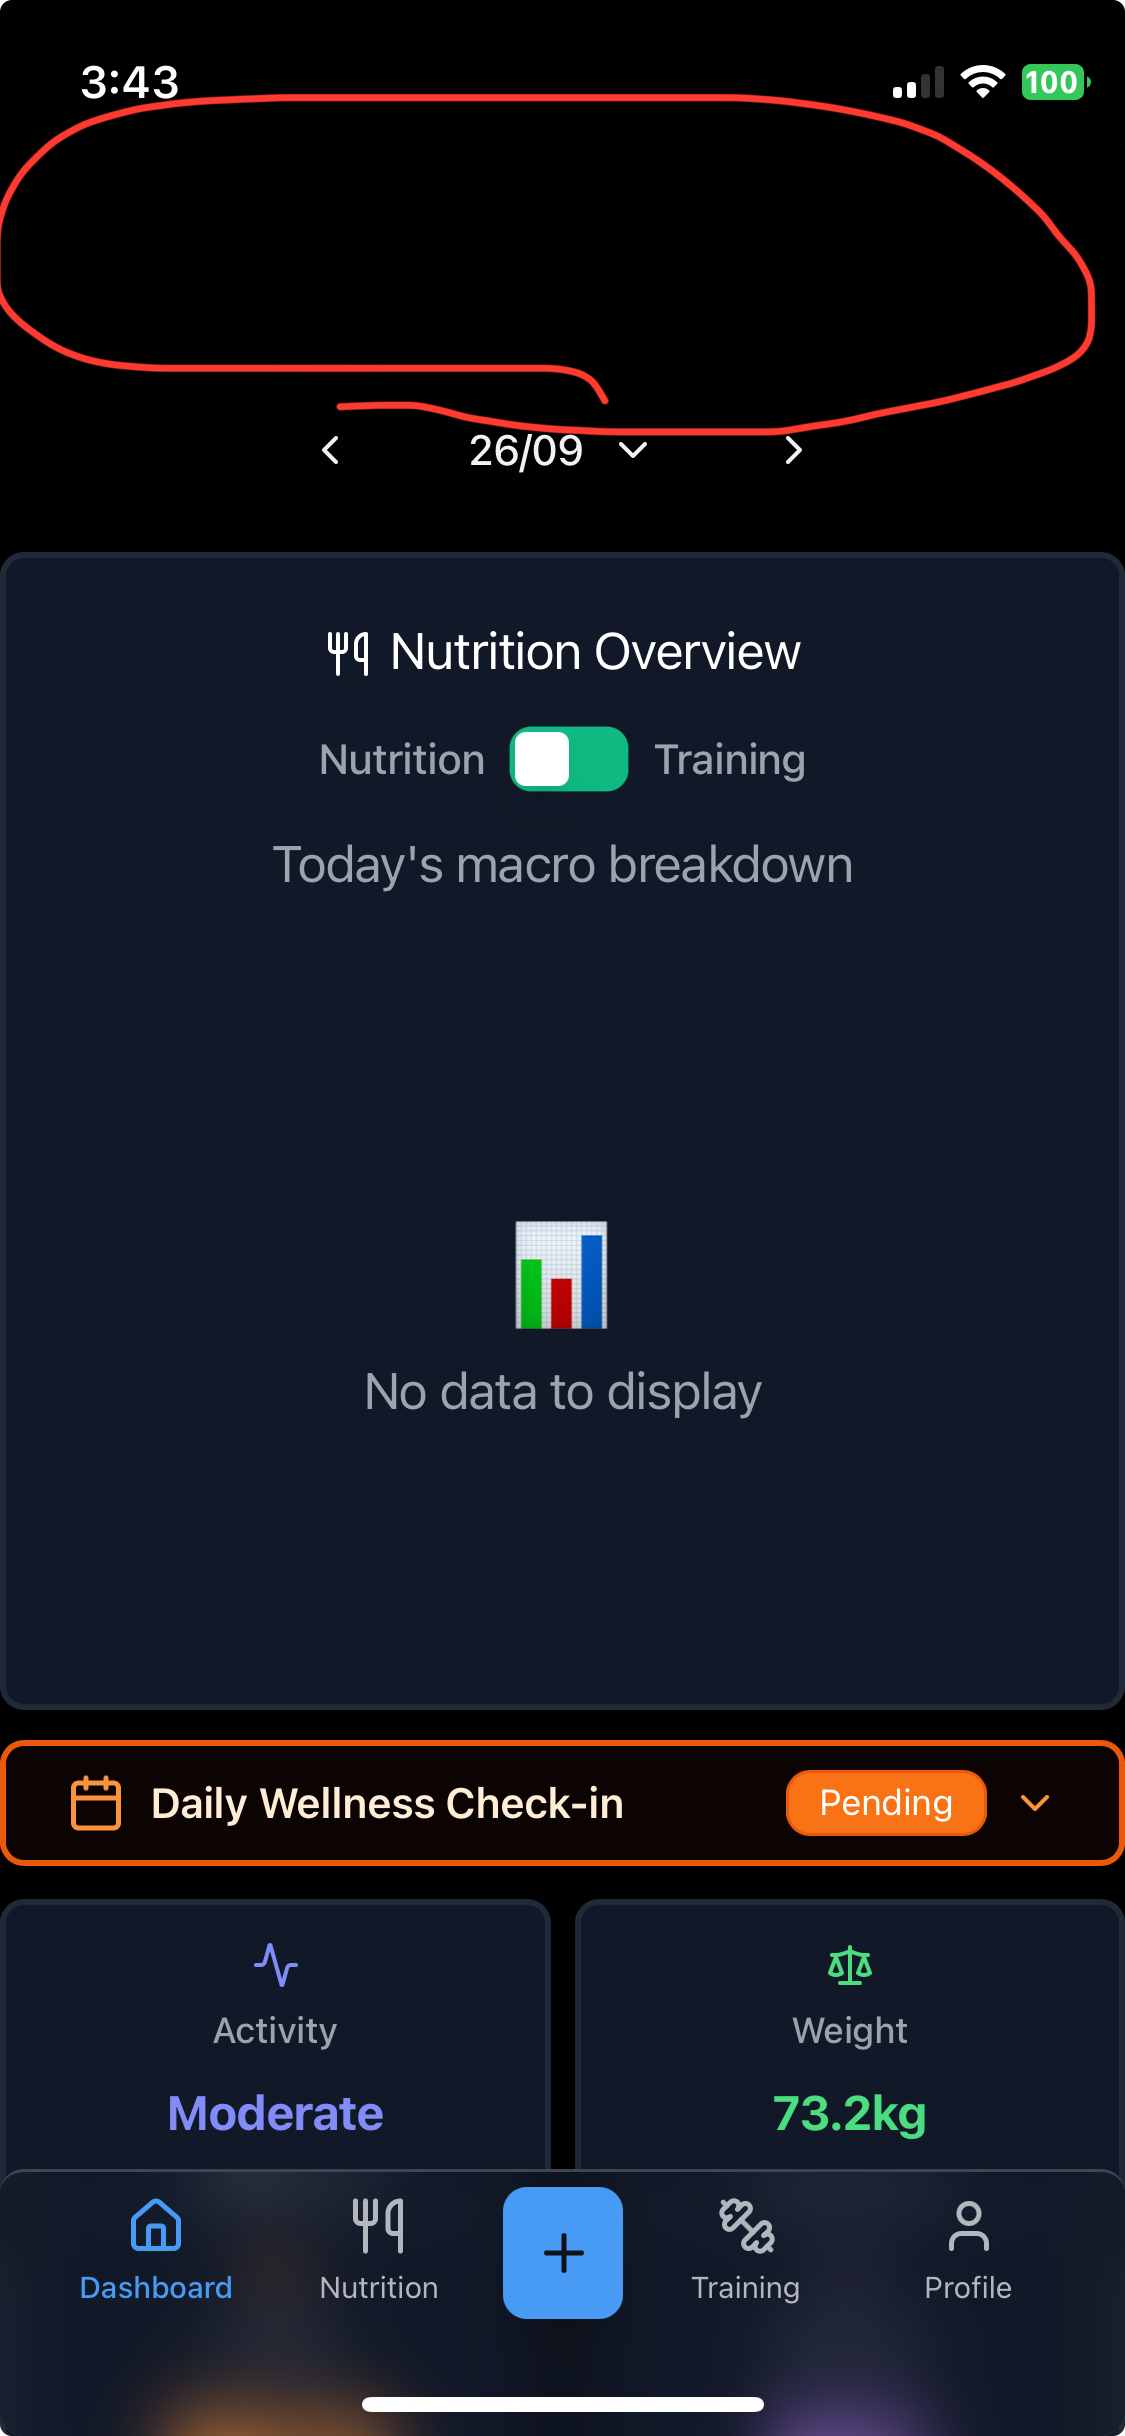 3:43
100
26/09
Nutrition Overview
Nutrition Training
Today's macro breakdown
No data to display
Daily Wellness Check-in Pending
Activity Weight
Moderate 73.2kg
Dashboard Nutrition Training Profile